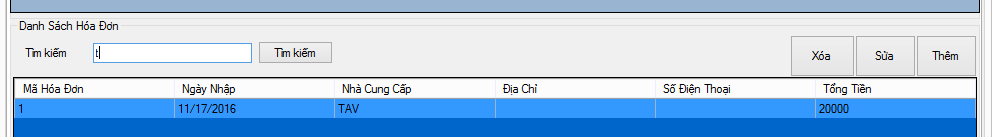 Danh Sách Hóa Đơn
Tìm kiếm t Tìm kiếm Xóa Sửa Thêm
Mã Hóa Đơn Ngày Nhập Nhà Cung Cấp Địa Chỉ Số Điện Thoại Tổng Tiền
1 11/17/2016 TAV 20000